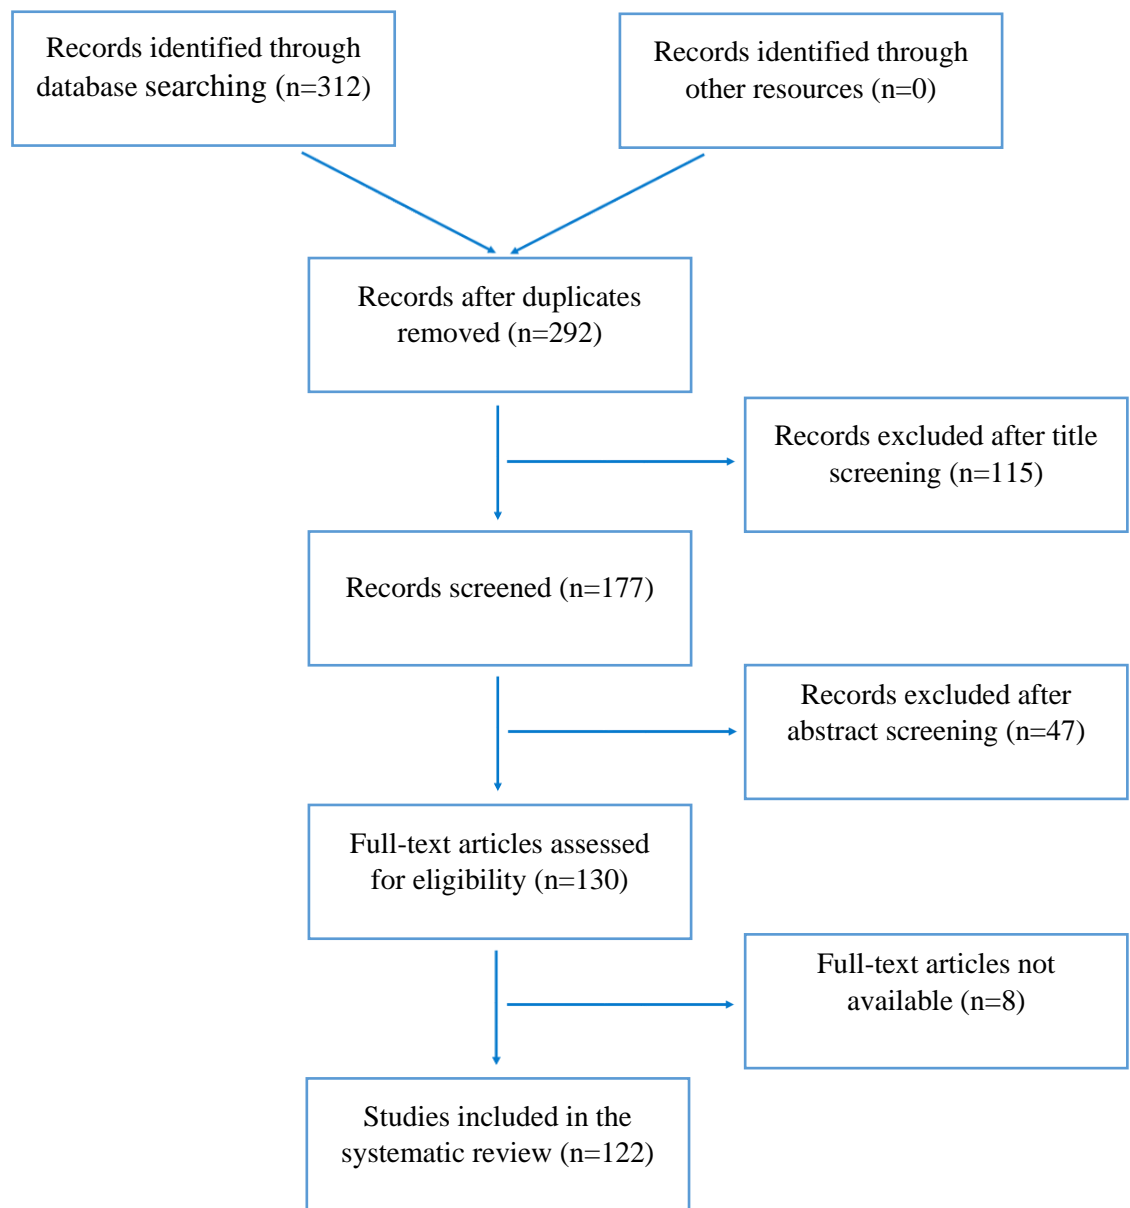 Records identified through
database searching (n=312)
Records identified through
other resources (n=0)
Records after duplicates
removed (n=292)
Records excluded after title
screening (n=115)
Records screened (n=177)
Records excluded after
abstract screening (n=47)
Full-text articles assessed
for eligibility (n=130)
Full-text articles not
available (n=8)
Studies included in the
systematic review (n=122)